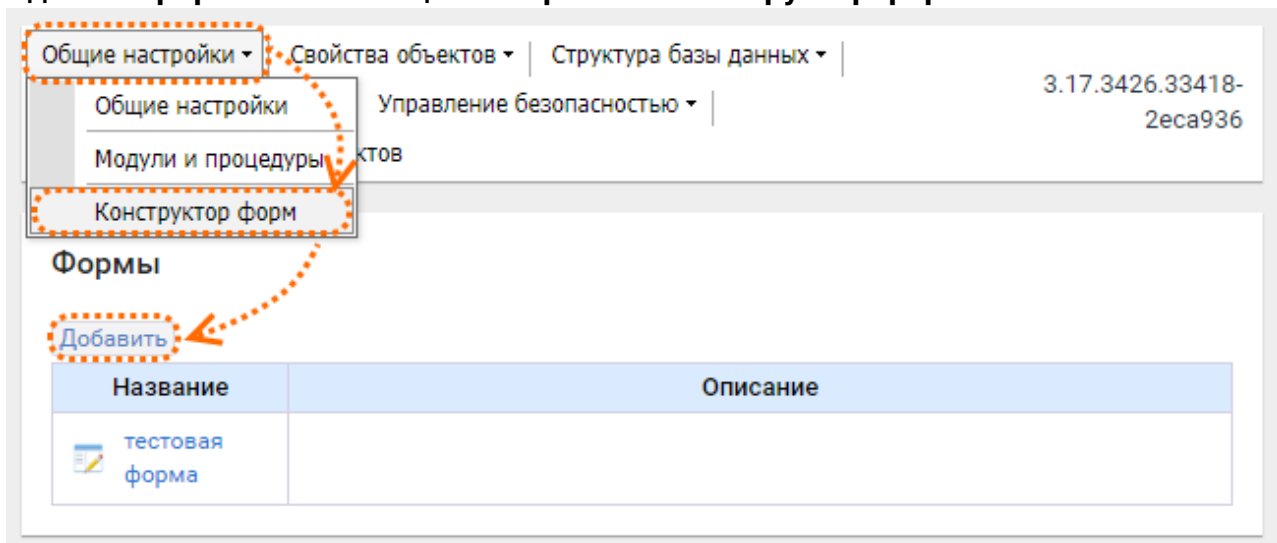 Общие настройки
Свойства объектов
Структура базы данных
Общие настройки
Управление безопасностью
3.17.3426.33418-
2eca936
Модули и процедуры
ктов
Конструктор форм
Формы
Добавить
Название
Описание
тестовая
форма